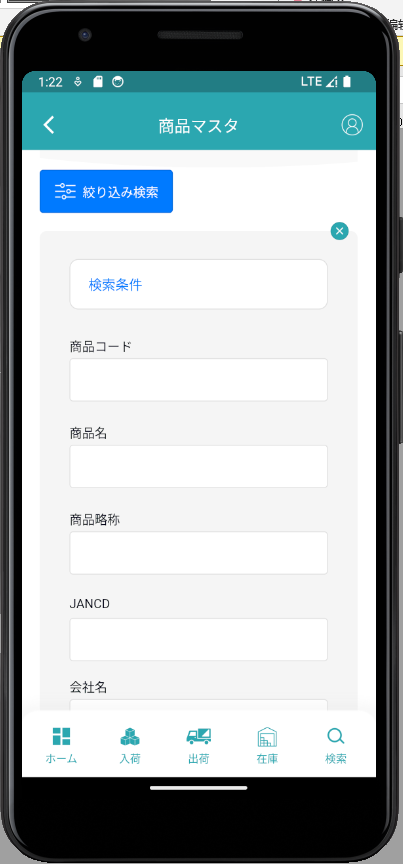 1:22
LTE
商品マスタ
絞り込み検索
検索条件
商品コード
商品名
商品略称
JANCD
会社名
ホーム
入荷
出荷
在庫
検索